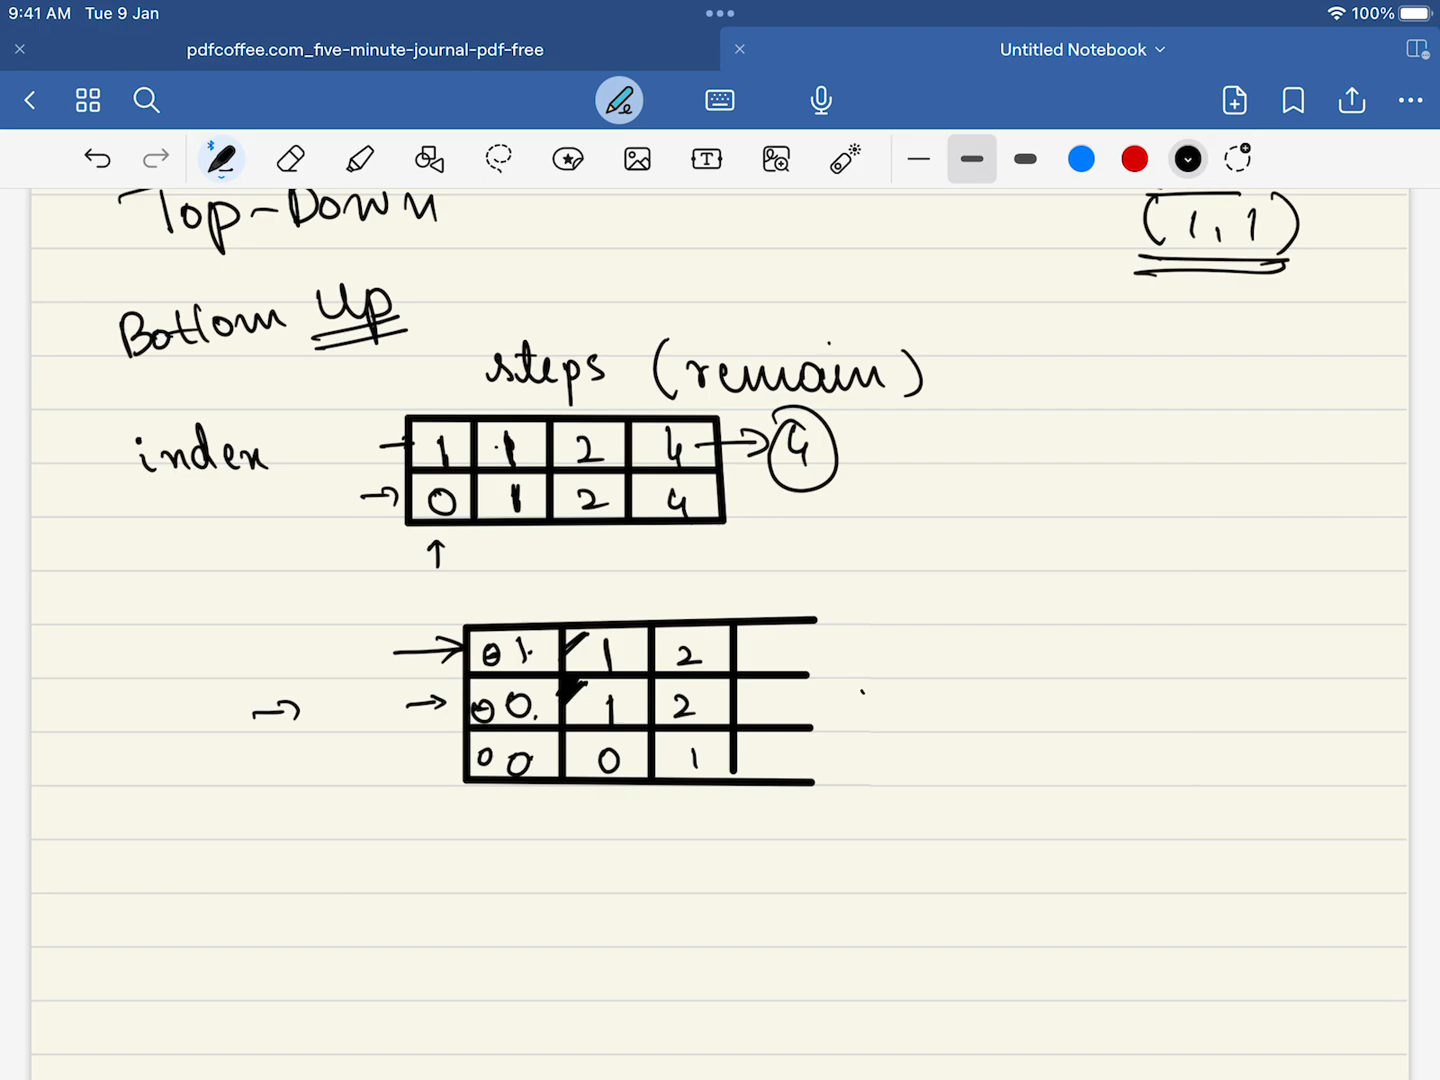 9:41 AM Tue 9 Jan 100%
pdfcoffee.com_five-minute-journal-pdf-free Untitled Notebook
Top-Down (1,1)
Bottom Up
steps (remain)
index 1 1 2 4 → 4
→ 0 1 2 4
↑
→ 0 1. 1 2
→ → 0 0. 1 2
0 0 0 1